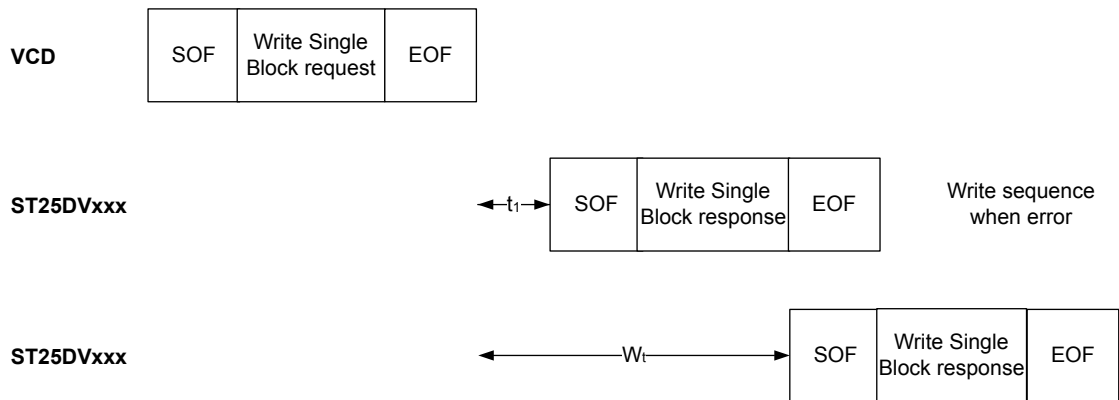 VCD
SOF
Write Single
Block request
EOF
ST25DVxxx
t1
SOF
Write Single
Block response
EOF
Write sequence
when error
ST25DVxxx
Wt
SOF
Write Single
Block response
EOF